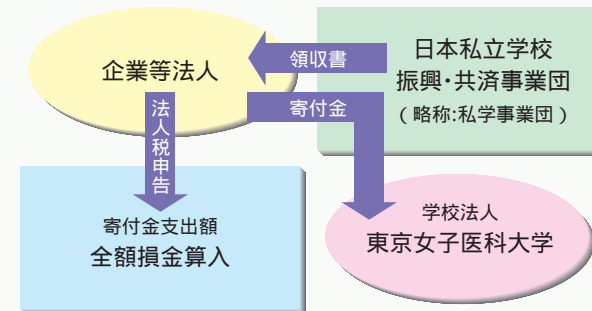 企業等法人
領収書
日本私立学校
振興・共済事業団
（略称:私学事業団）
寄付金
法人税申告
寄付金支出額
全額損金算入
学校法人
東京女子医科大学